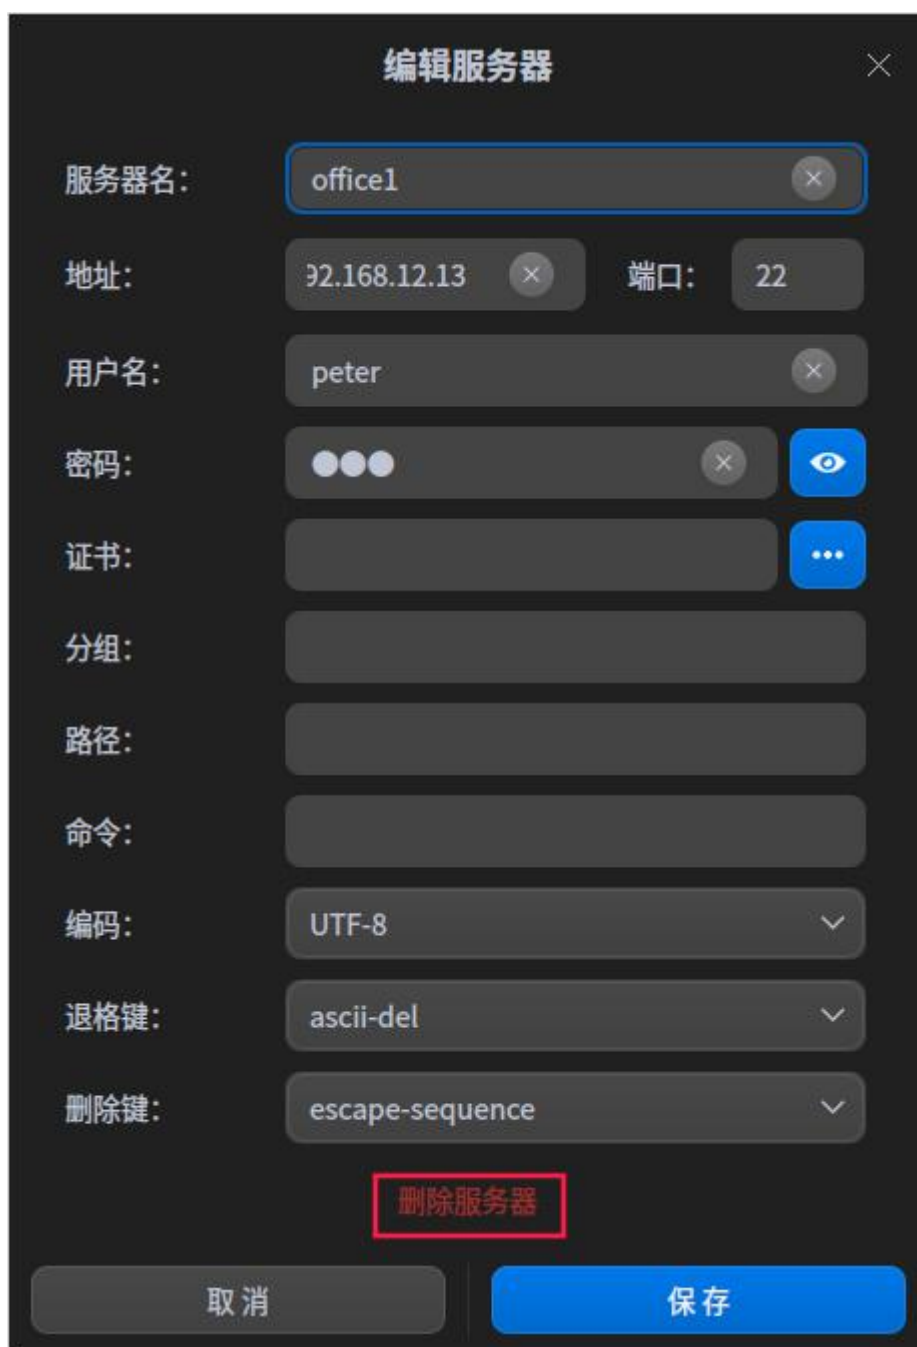 编辑服务器
服务器名： office1
地址： 92.168.12.13 端口： 22
用户名： peter
密码： ●●●
证书：
分组：
路径：
命令：
编码： UTF-8
退格键： ascii-del
删除键： escape-sequence
删除服务器
取消 保存